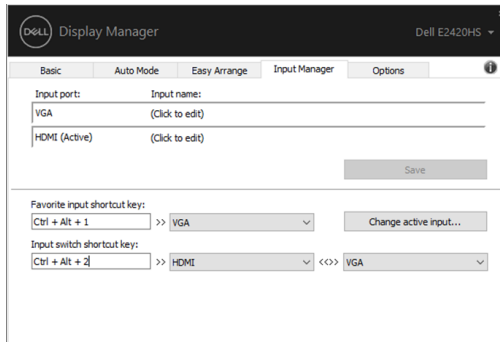 DELL Display Manager Dell E2420HS
Basic Auto Mode Easy Arrange Input Manager Options
Input port: Input name:
VGA (Click to edit)
HDMI (Active) (Click to edit)
Save
Favorite input shortcut key:
Ctrl + Alt + 1 >> VGA Change active input...
Input switch shortcut key:
Ctrl + Alt + 2 >> HDMI <<>> VGA